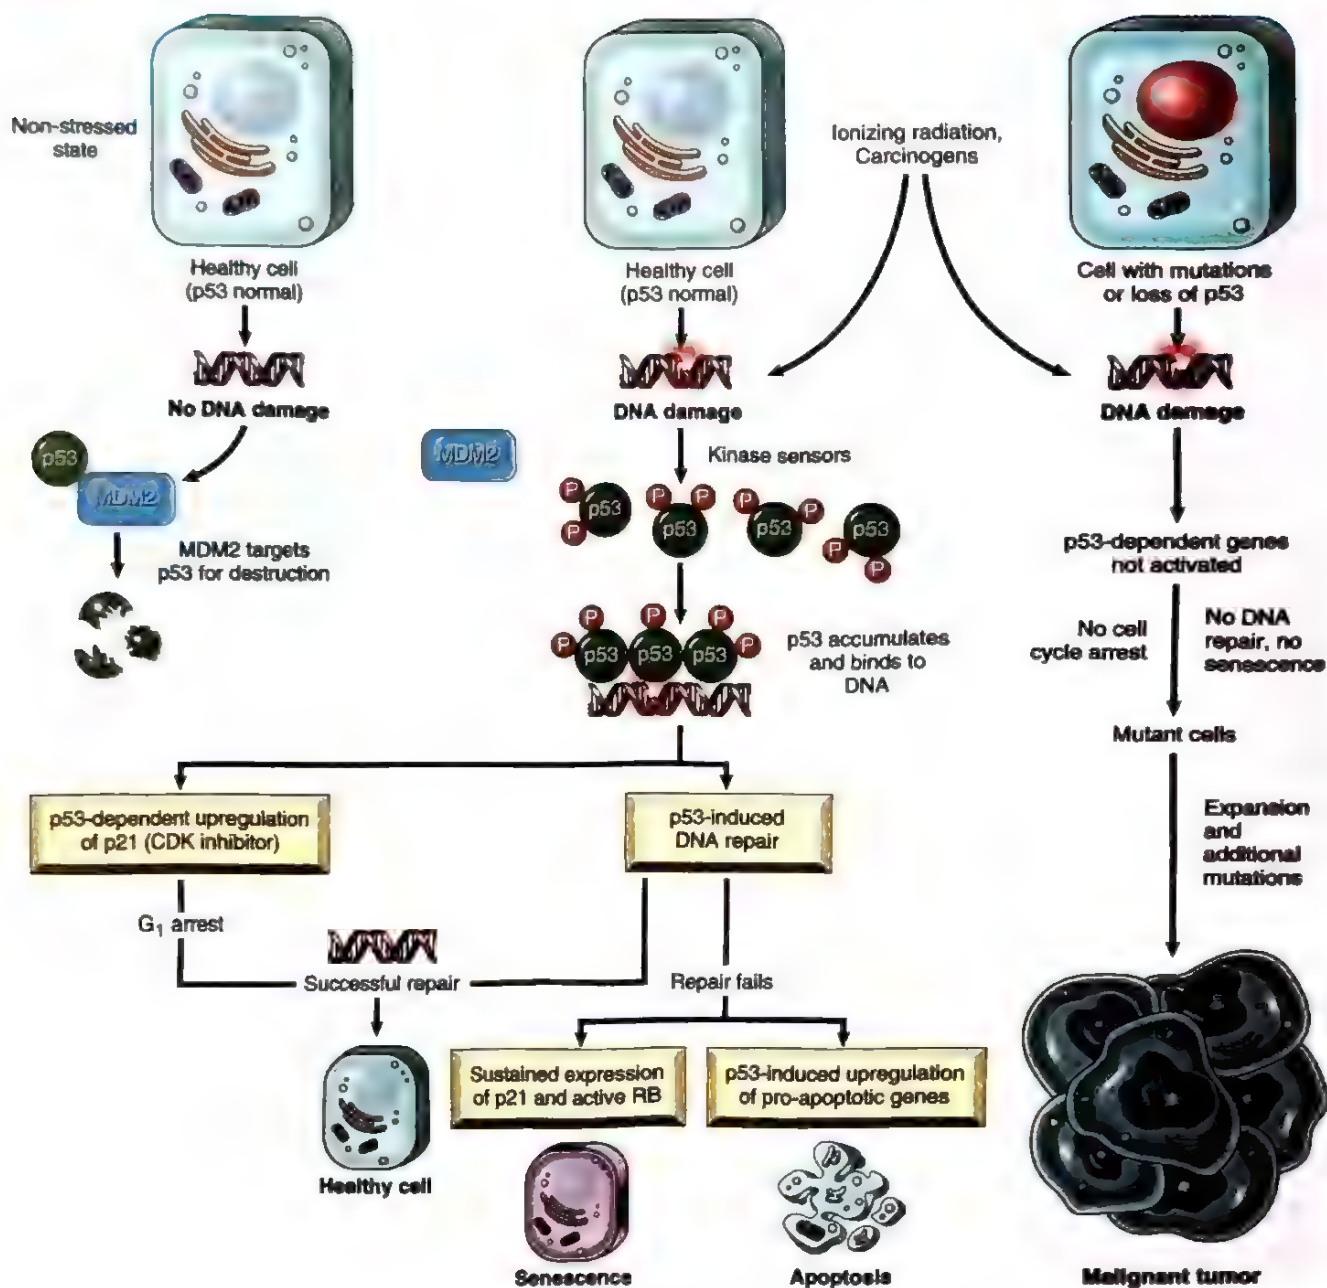 Non-stressed
state
Healthy cell
(p53 normal)
No DNA damage
p53
MDM2
MDM2 targets
p53 for destruction
Healthy cell
(p53 normal)
Ionizing radiation,
Carcinogens
DNA damage
MDM2
Kinase sensors
P
P
p53
P
P
p53
P
P
p53
P
P
p53
P
P
P
P
p53
p53
p53
p53 accumulates
and binds to
DNA
p53-dependent upregulation
of p21 (CDK inhibitor)
p53-induced
DNA repair
G₁ arrest
Successful repair
Repair fails
Healthy cell
Sustained expression
of p21 and active RB
p53-induced upregulation
of pro-apoptotic genes
Senescence
Apoptosis
Cell with mutations
or loss of p53
DNA damage
p53-dependent genes
not activated
No cell
cycle arrest
No DNA
repair, no
senescence
Mutant cells
Expansion
and
additional
mutations
Malignant tumor